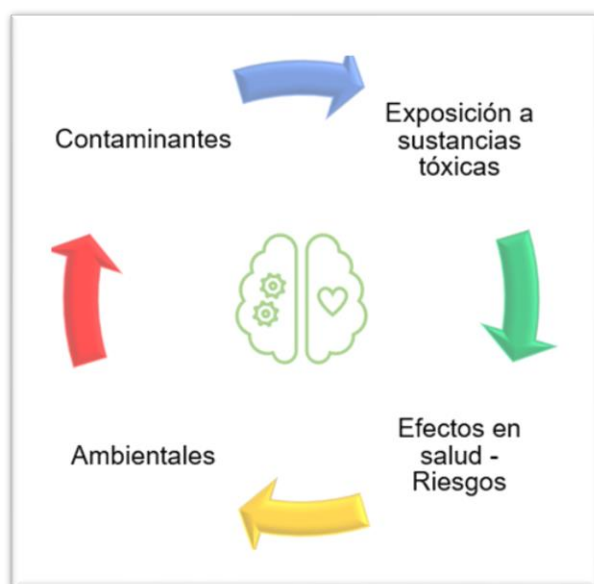 Contaminantes
Exposición a
sustancias
tóxicas
Efectos en
salud -
Riesgos
Ambientales